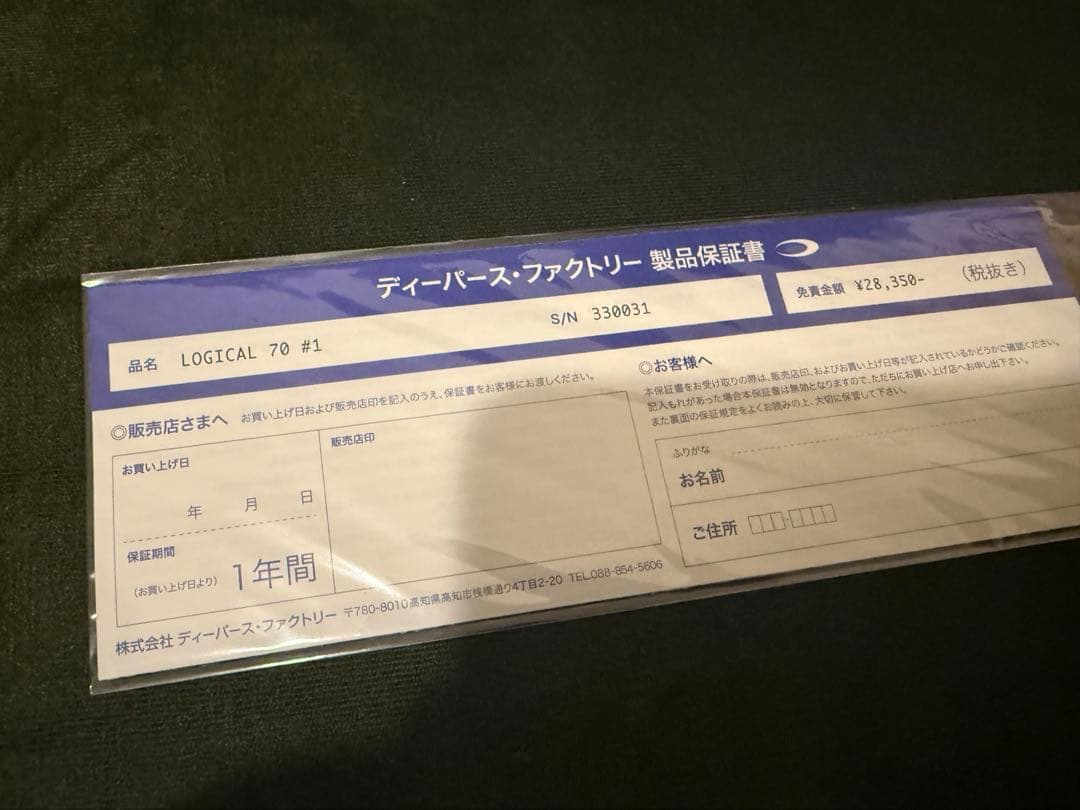 ディーパース・ファクトリー 製品保証書
品名 LOGICAL 70 #1 S/N 330031
免責金額 ¥28,350- (税抜き)
◎販売店さまへ お買い上げ日および販売店印を記入のうえ、保証書をお客様にお渡しください。
お買い上げ日
年 月 日
保証期間
(お買い上げ日より) 1年間
販売店印
◎お客様へ
本保証書をお受け取りの際は、販売店印、およびお買い上げ日等が記入されているかどうかご確認ください。
記入もれがあった場合本保証書は無効となりますので、ただちにお買い上げ店へお申し出下さい。
また裏面の保証規定をよくお読みの上、大切に保管して下さい。
ふりがな
お名前
ご住所
株式会社 ディーパース・ファクトリー 〒780-8010 高知県高知市桟橋通り4丁目2-20 TEL.088-854-5606